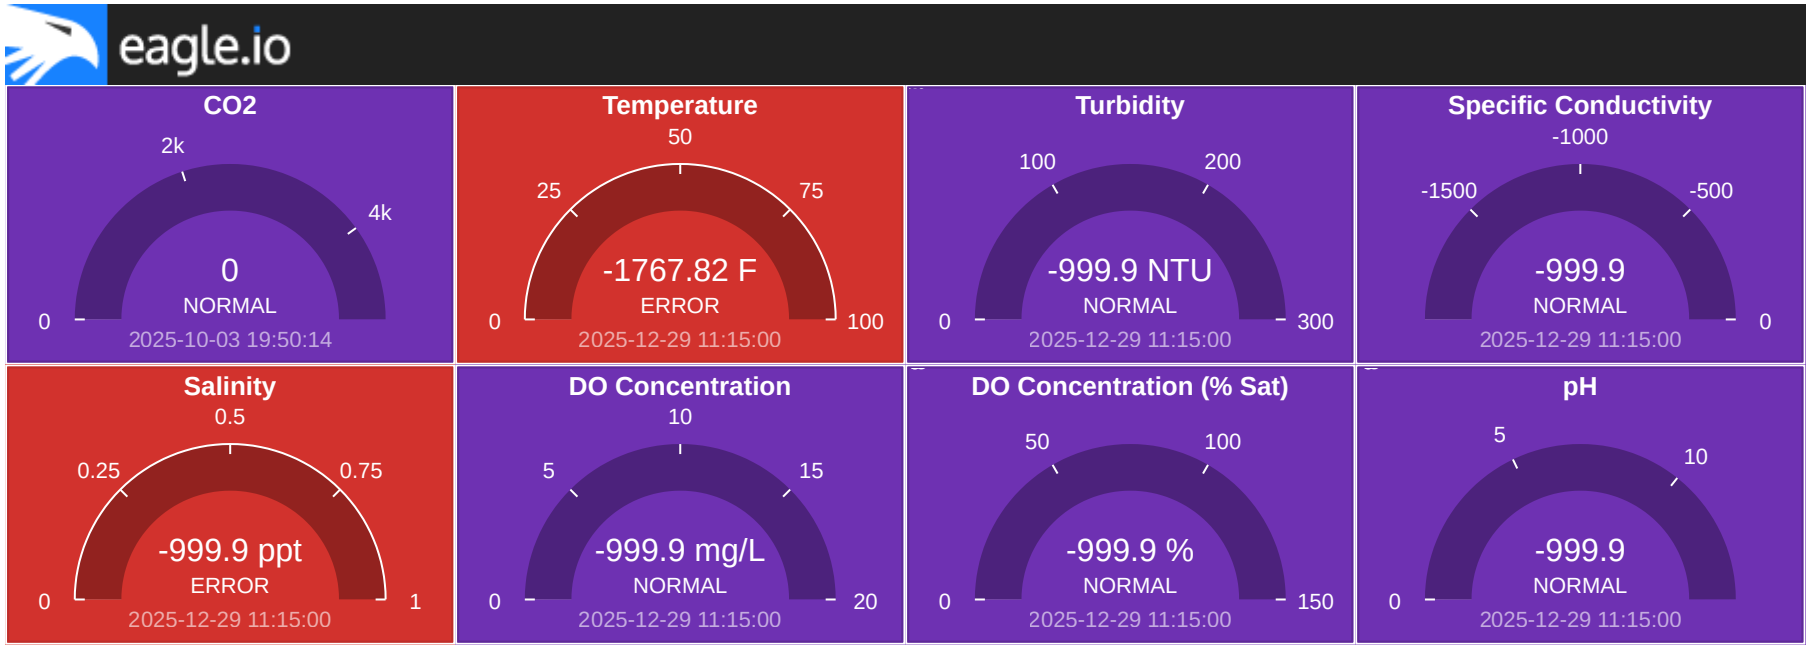 eagle.io
CO2
2k
4k
0
NORMAL
0
2025-10-03 19:50:14
Temperature
50
25
75
-1767.82 F
ERROR
0
100
2025-12-29 11:15:00
Turbidity
100
200
-999.9 NTU
NORMAL
0
300
2025-12-29 11:15:00
Specific Conductivity
-1000
-1500
-500
-999.9
NORMAL
0
2025-12-29 11:15:00
Salinity
0.5
0.25
0.75
-999.9 ppt
ERROR
0
1
2025-12-29 11:15:00
DO Concentration
10
5
15
-999.9 mg/L
NORMAL
0
20
2025-12-29 11:15:00
DO Concentration (% Sat)
50
100
-999.9 %
NORMAL
0
150
2025-12-29 11:15:00
pH
5
10
-999.9
NORMAL
0
2025-12-29 11:15:00